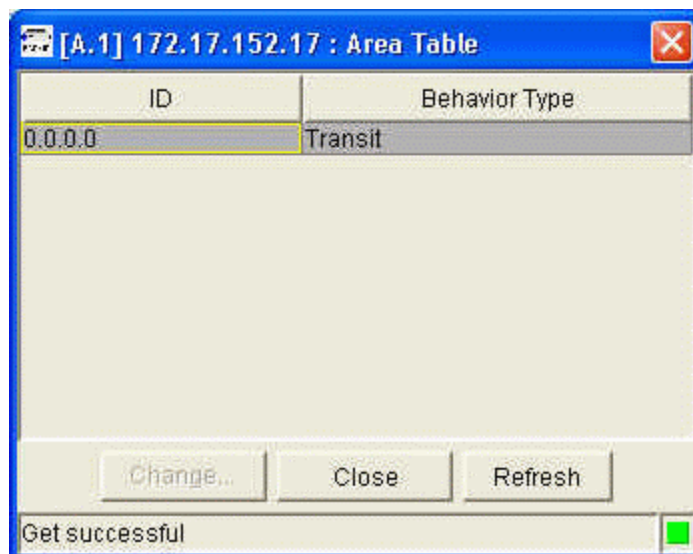 [A.1] 172.17.152.17 : Area Table
ID Behavior Type
0.0.0.0 Transit
Change... Close Refresh
Get successful